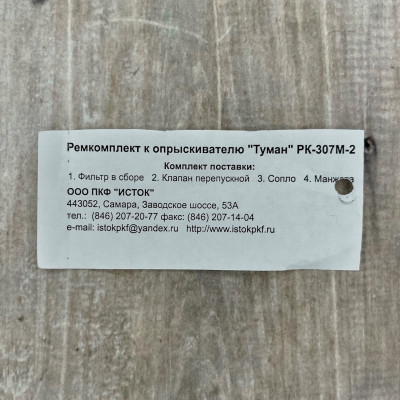 Ремкомплект к опрыскивателю "Туман" РК-307М-2
Комплект поставки:
1. Фильтр в сборе 2. Клапан перепускной 3. Сопло 4. Манжета
ООО ПКФ "ИСТОК"
443052, Самара, Заводское шоссе, 53А
тел.: (846) 207-20-77 факс: (846) 207-14-04
e-mail: istokpkf@yandex.ru http://www.istokpkf.ru